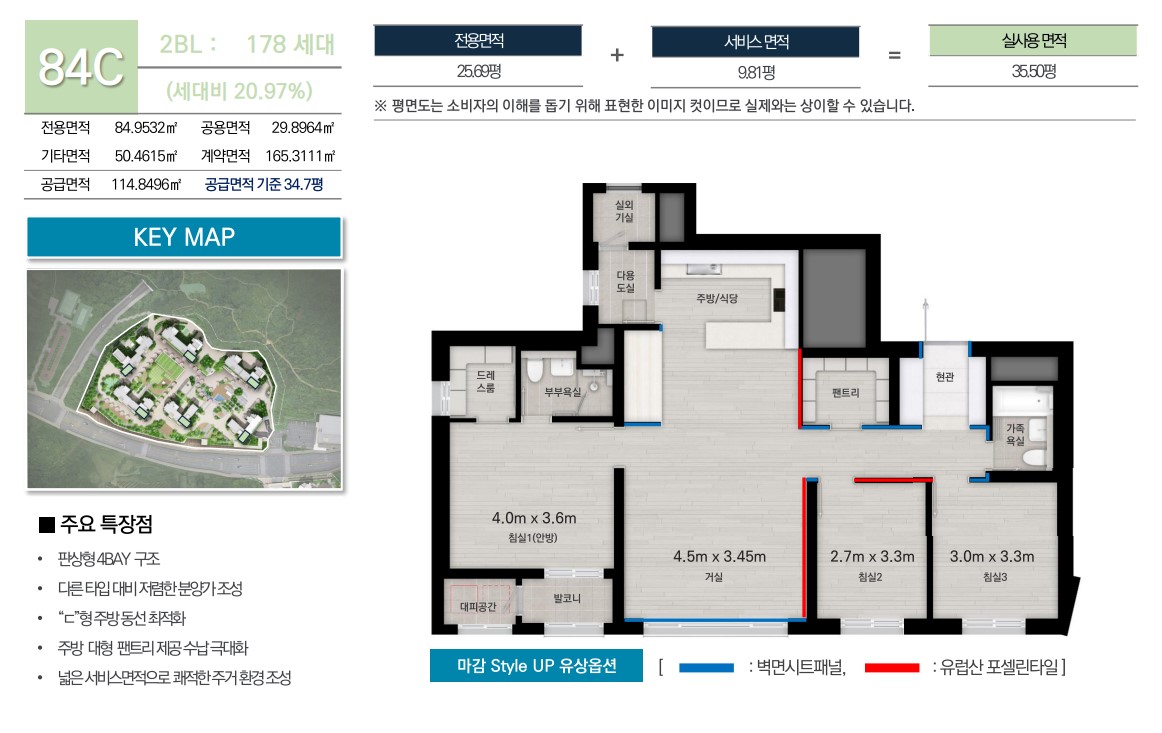 84C
2BL : 178 세대
(세대비 20.97%)
전용면적 84.9532㎡ 공용면적 29.8964㎡
기타면적 50.4615㎡ 계약면적 165.3111㎡
공급면적 114.8496㎡ 공급면적 기준 34.7평
전용면적 + 서비스 면적 = 실사용 면적
25.69평 9.81평 35.50평
※ 평면도는 소비자의 이해를 돕기 위해 표현한 이미지 컷이므로 실제와는 상이할 수 있습니다.
KEY MAP
■ 주요 특장점
• 판상형 4BAY 구조
• 다른 타입 대비 저렴한 분양가 조성
• “ㄷ”형 주방 동선 최적화
• 주방 대형 팬트리 제공 수납 극대화
• 넓은 서비스면적으로 쾌적한 주거 환경 조성
실외
기실
다용
도실
주방/식당
드레
스룸
부부욕실
팬트리
현관
가족
욕실
4.0m x 3.6m
침실1(안방)
4.5m x 3.45m
거실
2.7m x 3.3m
침실2
3.0m x 3.3m
침실3
대피공간
발코니
마감 Style UP 유상옵션 [ : 벽면시트패널, : 유럽산 포셀린타일 ]